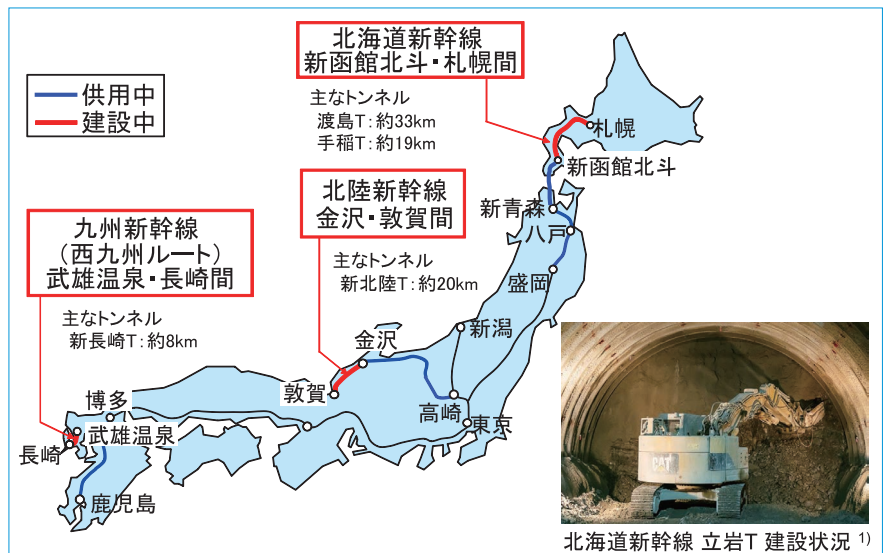 供用中
建設中
北海道新幹線
新函館北斗・札幌間
主なトンネル
渡島T：約33km
手稲T：約19km
北陸新幹線
金沢・敦賀間
主なトンネル
新北陸T：約20km
九州新幹線
（西九州ルート）
武雄温泉・長崎間
主なトンネル
新長崎T：約8km
札幌
新函館北斗
新青森
八戸
盛岡
新潟
金沢
敦賀
高崎
東京
博多
武雄温泉
長崎
鹿児島
CAT
北海道新幹線 立岩T 建設状況 1)